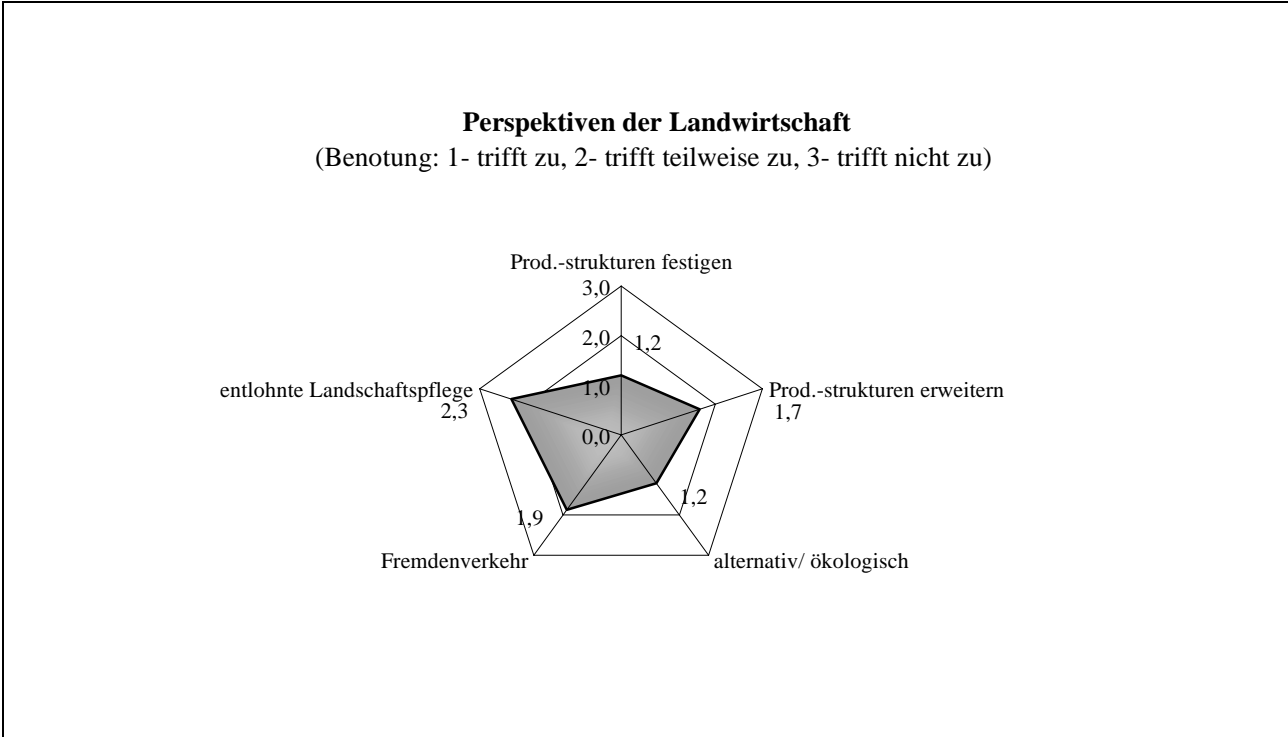 Perspektiven der Landwirtschaft
(Benotung: 1- trifft zu, 2- trifft teilweise zu, 3- trifft nicht zu)
Prod.-strukturen festigen
3,0
2,0
1,2
1,0
0,0
entlohnte Landschaftspflege
2,3
Prod.-strukturen erweitern
1,7
1,2
1,9
Fremdenverkehr
alternativ/ ökologisch